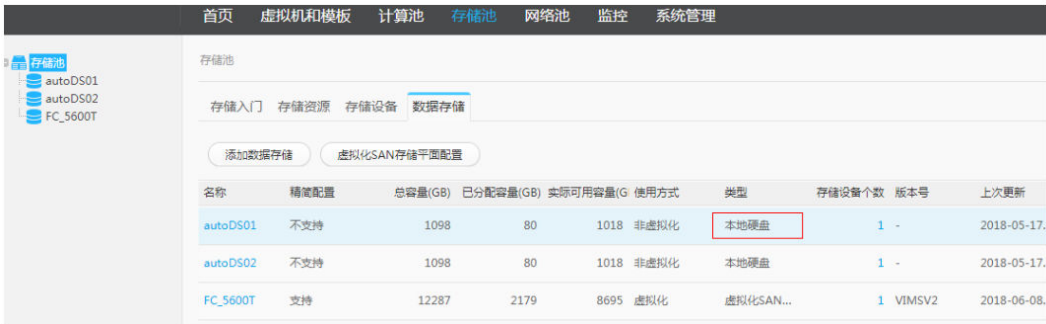 首页 虚拟机和模板 计算池 存储池 网络池 监控 系统管理
存储池
autoDS01
autoDS02
FC_5600T
存储池
存储入门 存储资源 存储设备 数据存储
添加数据存储 虚拟化SAN存储平面配置
名称 精简配置 总容量(GB) 已分配容量(GB) 实际可用容量(G 使用方式 类型 存储设备个数 版本号 上次更新
autoDS01 不支持 1098 80 1018 非虚拟化 本地硬盘 1 - 2018-05-17.
autoDS02 不支持 1098 80 1018 非虚拟化 本地硬盘 1 - 2018-05-17.
FC_5600T 支持 12287 2179 8695 虚拟化 虚拟化SAN... 1 VIMSV2 2018-06-08.